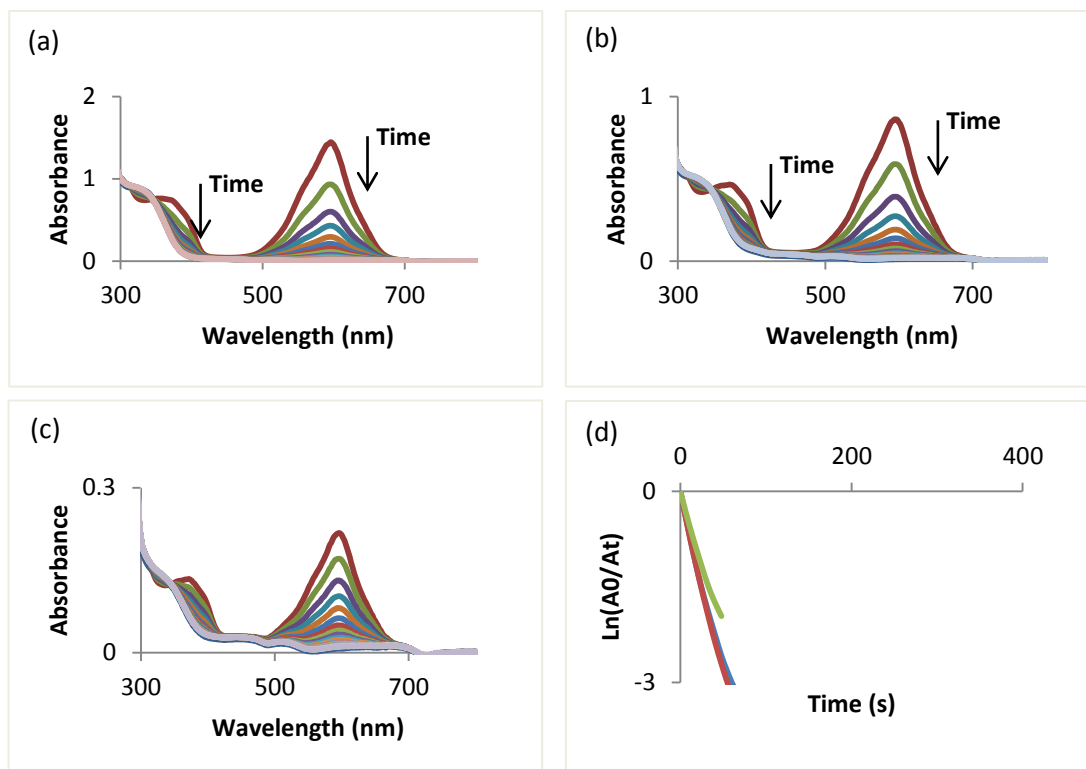 (a)
2
1
0
Absorbance
Time
Time
300 500 700
Wavelength (nm)
(b)
1
0
Absorbance
Time
Time
300 500 700
Wavelength (nm)
(c)
0.3
0
Absorbance
300 500 700
Wavelength (nm)
(d)
0 200 400
0
-3
Ln(A0/At)
Time (s)